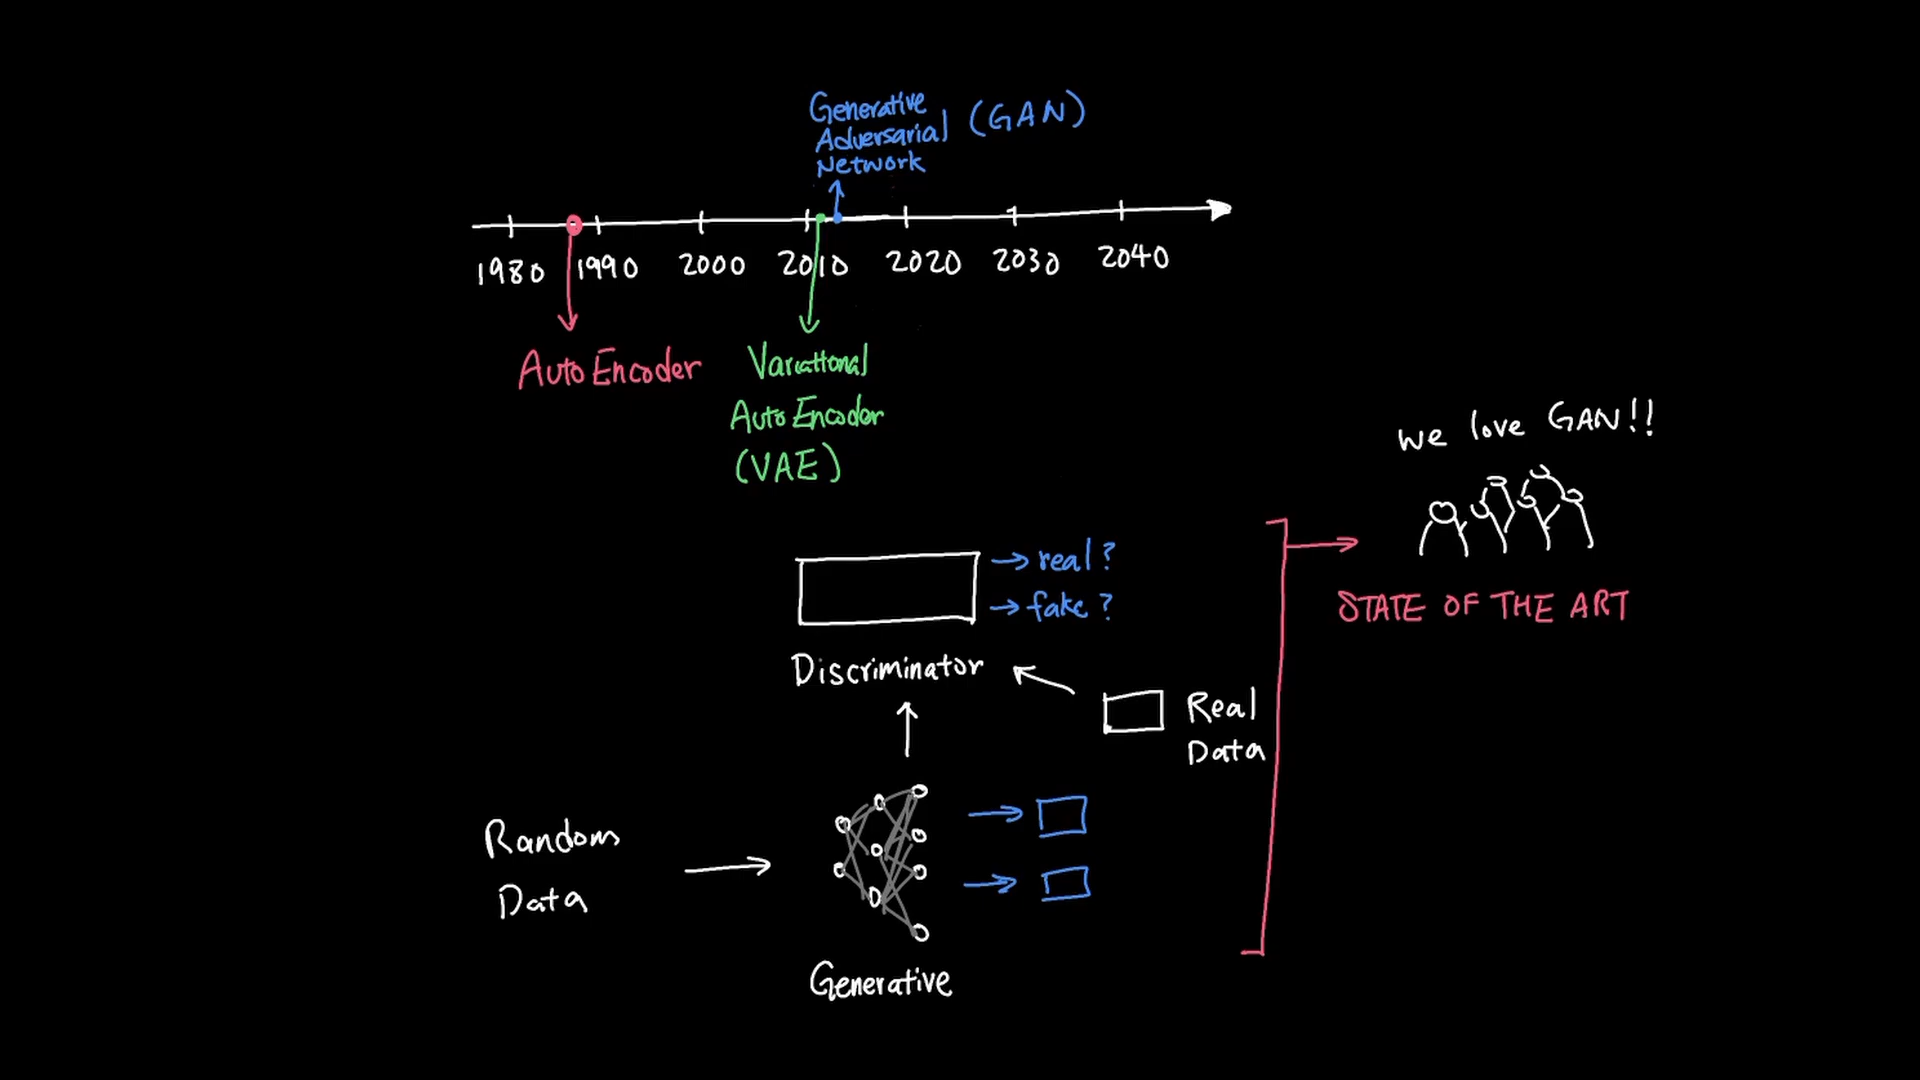 Generative
Adversarial (GAN)
Network
1980 1990 2000 2010 2020 2030 2040
Auto Encoder
Variational
Auto Encoder
(VAE)
we love GAN!!
STATE OF THE ART
→ real?
→ fake?
Discriminator
Real
Data
Random
Data
Generative